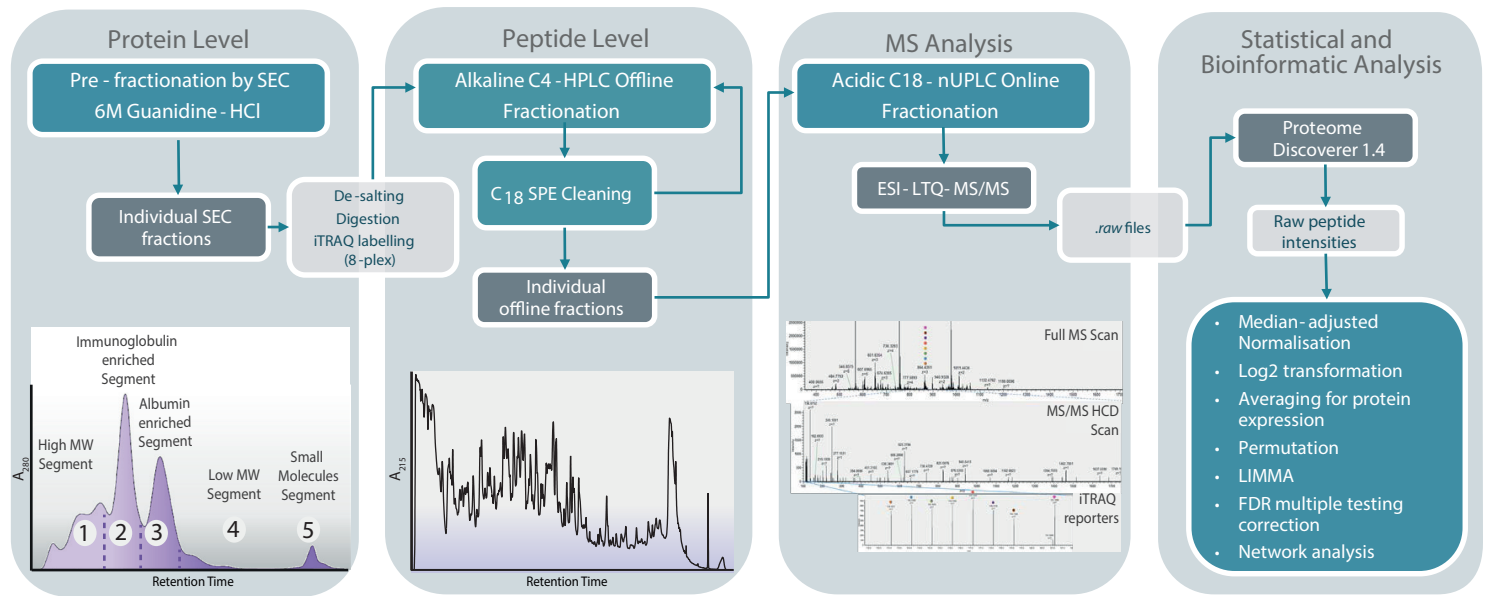 Protein Level
Pre - fractionation by SEC
6M Guanidine - HCl
Individual SEC
fractions
De -salting
Digestion
iTRAQ labelling
(8 -plex)
Immunoglobulin
enriched
Segment
Albumin
enriched
Segment
High MW
Segment
Low MW
Segment
Small
Molecules
Segment
A280
1
2
3
4
5
Retention Time
Peptide Level
Alkaline C4 - HPLC Offline
Fractionation
C18 SPE Cleaning
Individual
offline fractions
A215
Retention Time
MS Analysis
Acidic C18 - nUPLC Online
Fractionation
ESI - LTQ- MS/MS
.raw files
Full MS Scan
MS/MS HCD
Scan
iTRAQ
reporters
Statistical and
Bioinformatic Analysis
Proteome
Discoverer 1.4
Raw peptide
intensities
• Median- adjusted
Normalisation
• Log2 transformation
• Averaging for protein
expression
• Permutation
• LIMMA
• FDR multiple testing
correction
• Network analysis